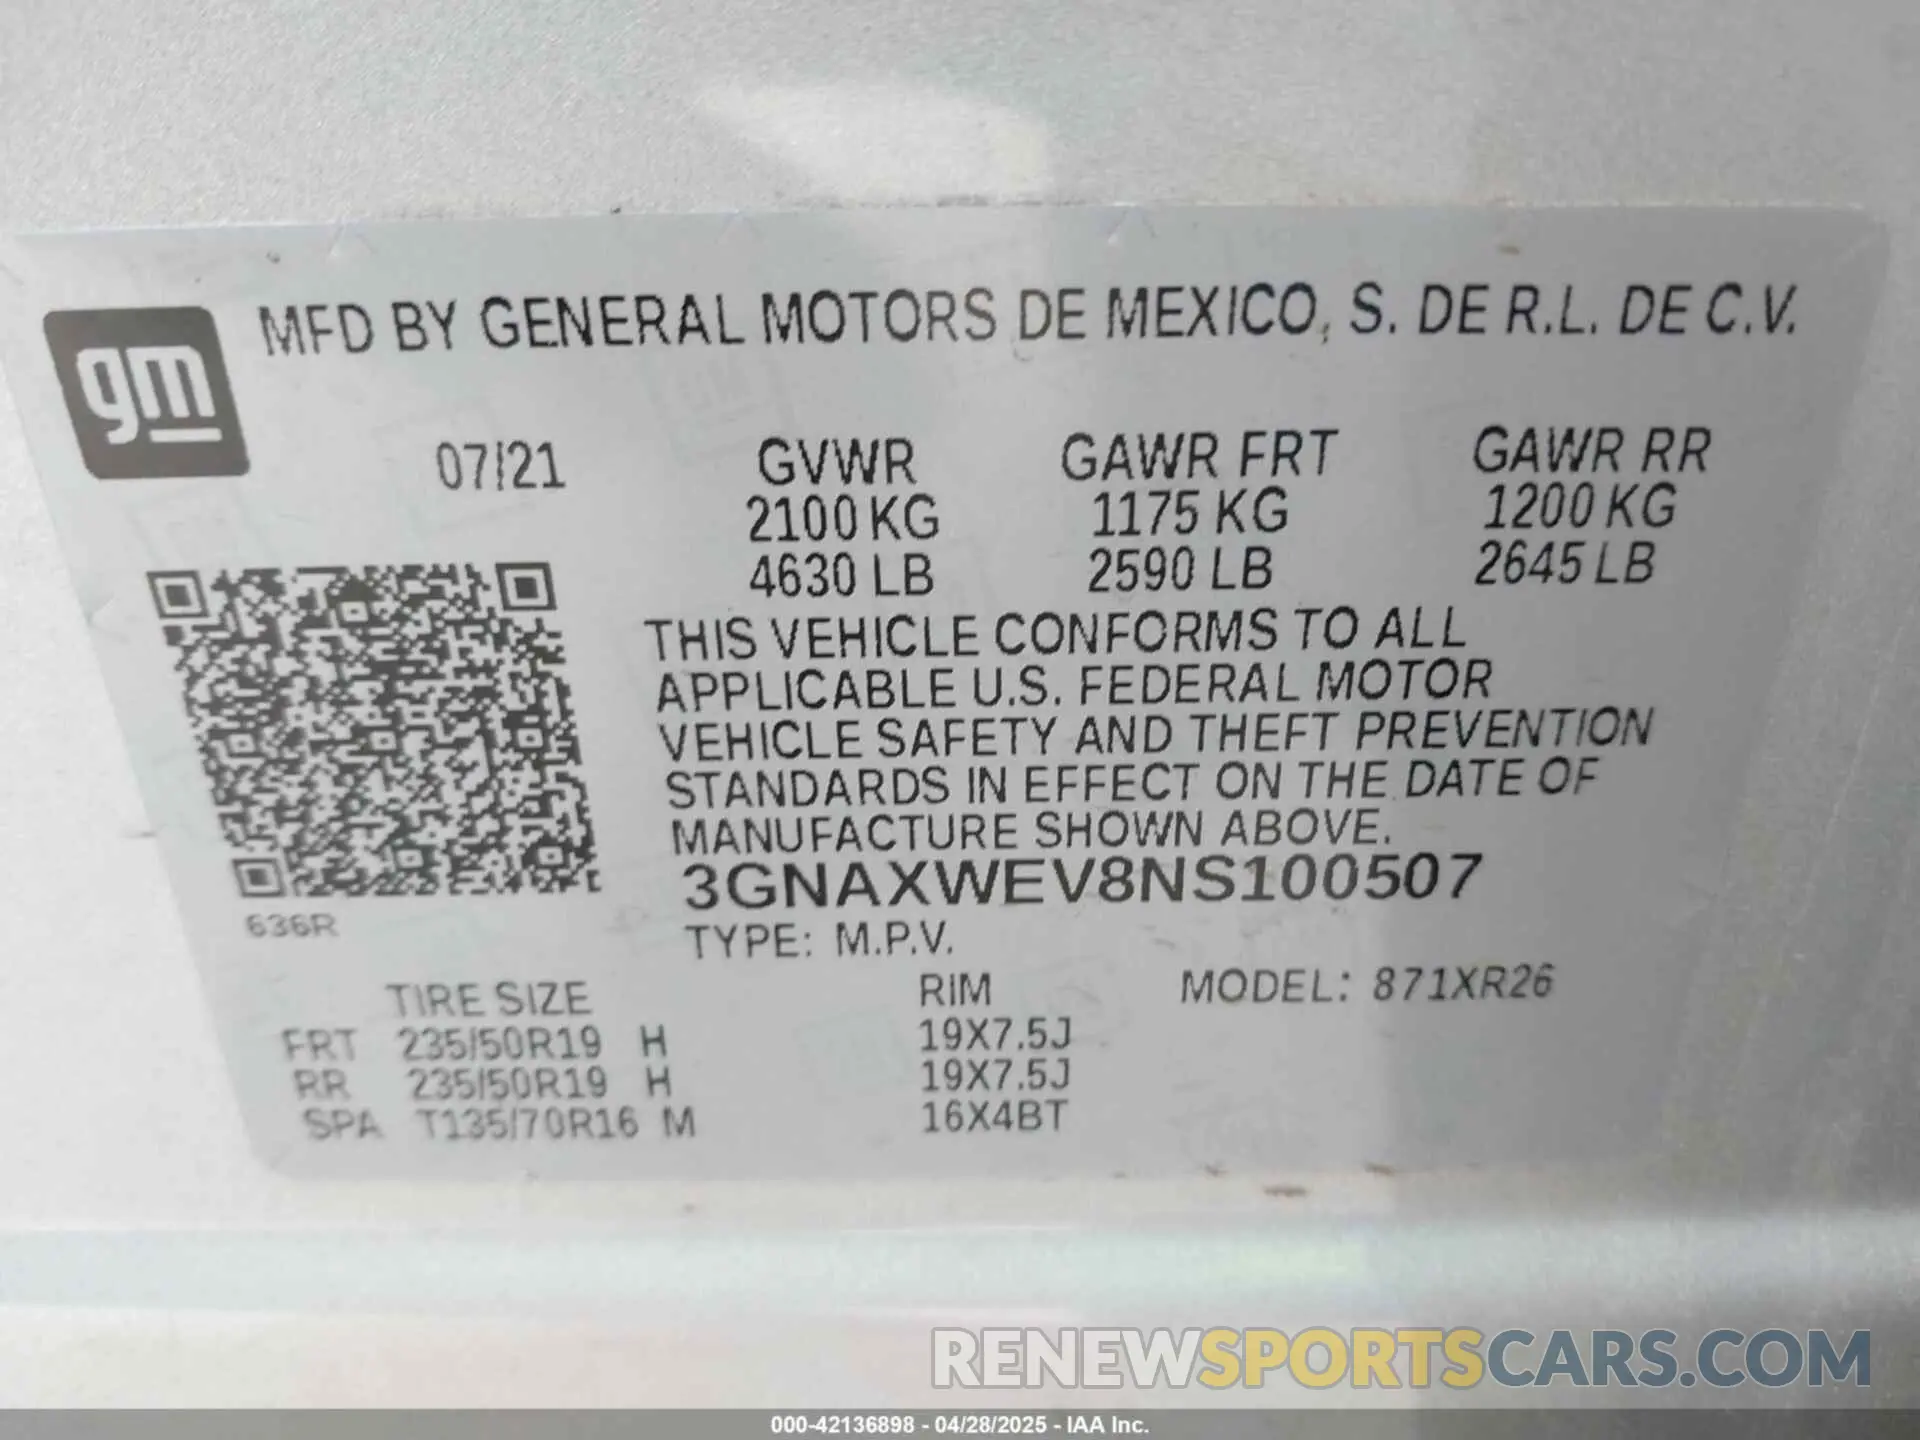 gm
MFD BY GENERAL MOTORS DE MEXICO, S. DE R.L. DE C.V.
07/21 GVWR GAWR FRT GAWR RR
2100 KG 1175 KG 1200 KG
4630 LB 2590 LB 2645 LB
THIS VEHICLE CONFORMS TO ALL
APPLICABLE U.S. FEDERAL MOTOR
VEHICLE SAFETY AND THEFT PREVENTION
STANDARDS IN EFFECT ON THE DATE OF
MANUFACTURE SHOWN ABOVE.
3GNAXWEV8NS100507
636R
TYPE: M.P.V.
TIRE SIZE RIM MODEL: 871XR26
FRT 235/50R19 H 19X7.5J
RR 235/50R19 H 19X7.5J
SPA T135/70R16 M 16X4BT
RENEWSPORTSCARS.COM
000-42136898 - 04/28/2025 - IAA Inc.